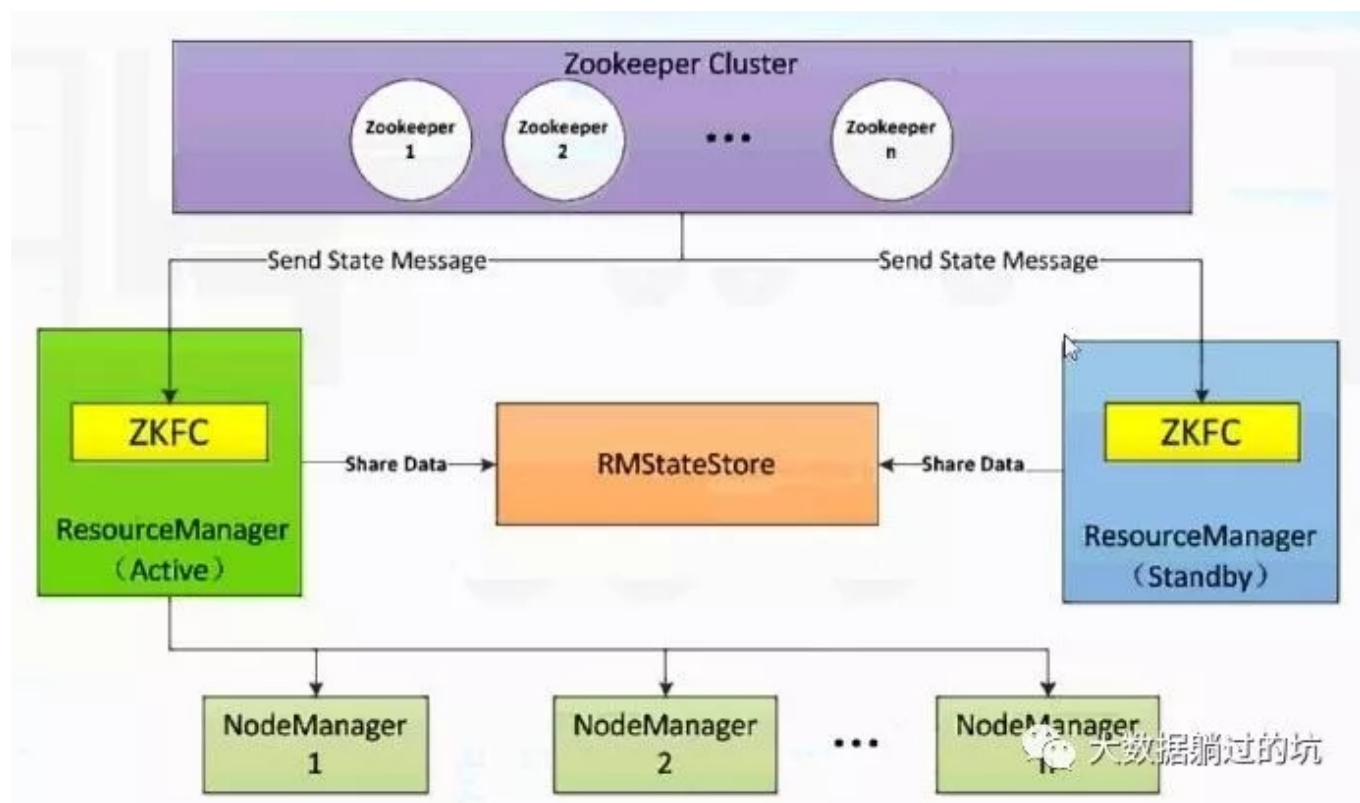 Zookeeper Cluster
Zookeeper
1
Zookeeper
2
...
Zookeeper
n
Send State Message
Send State Message
ZKFC
ResourceManager
（Active）
Share Data
RMStateStore
Share Data
ZKFC
ResourceManager
（Standby）
NodeManager
1
NodeManager
2
...
NodeManager
n
大数据躺过的坑